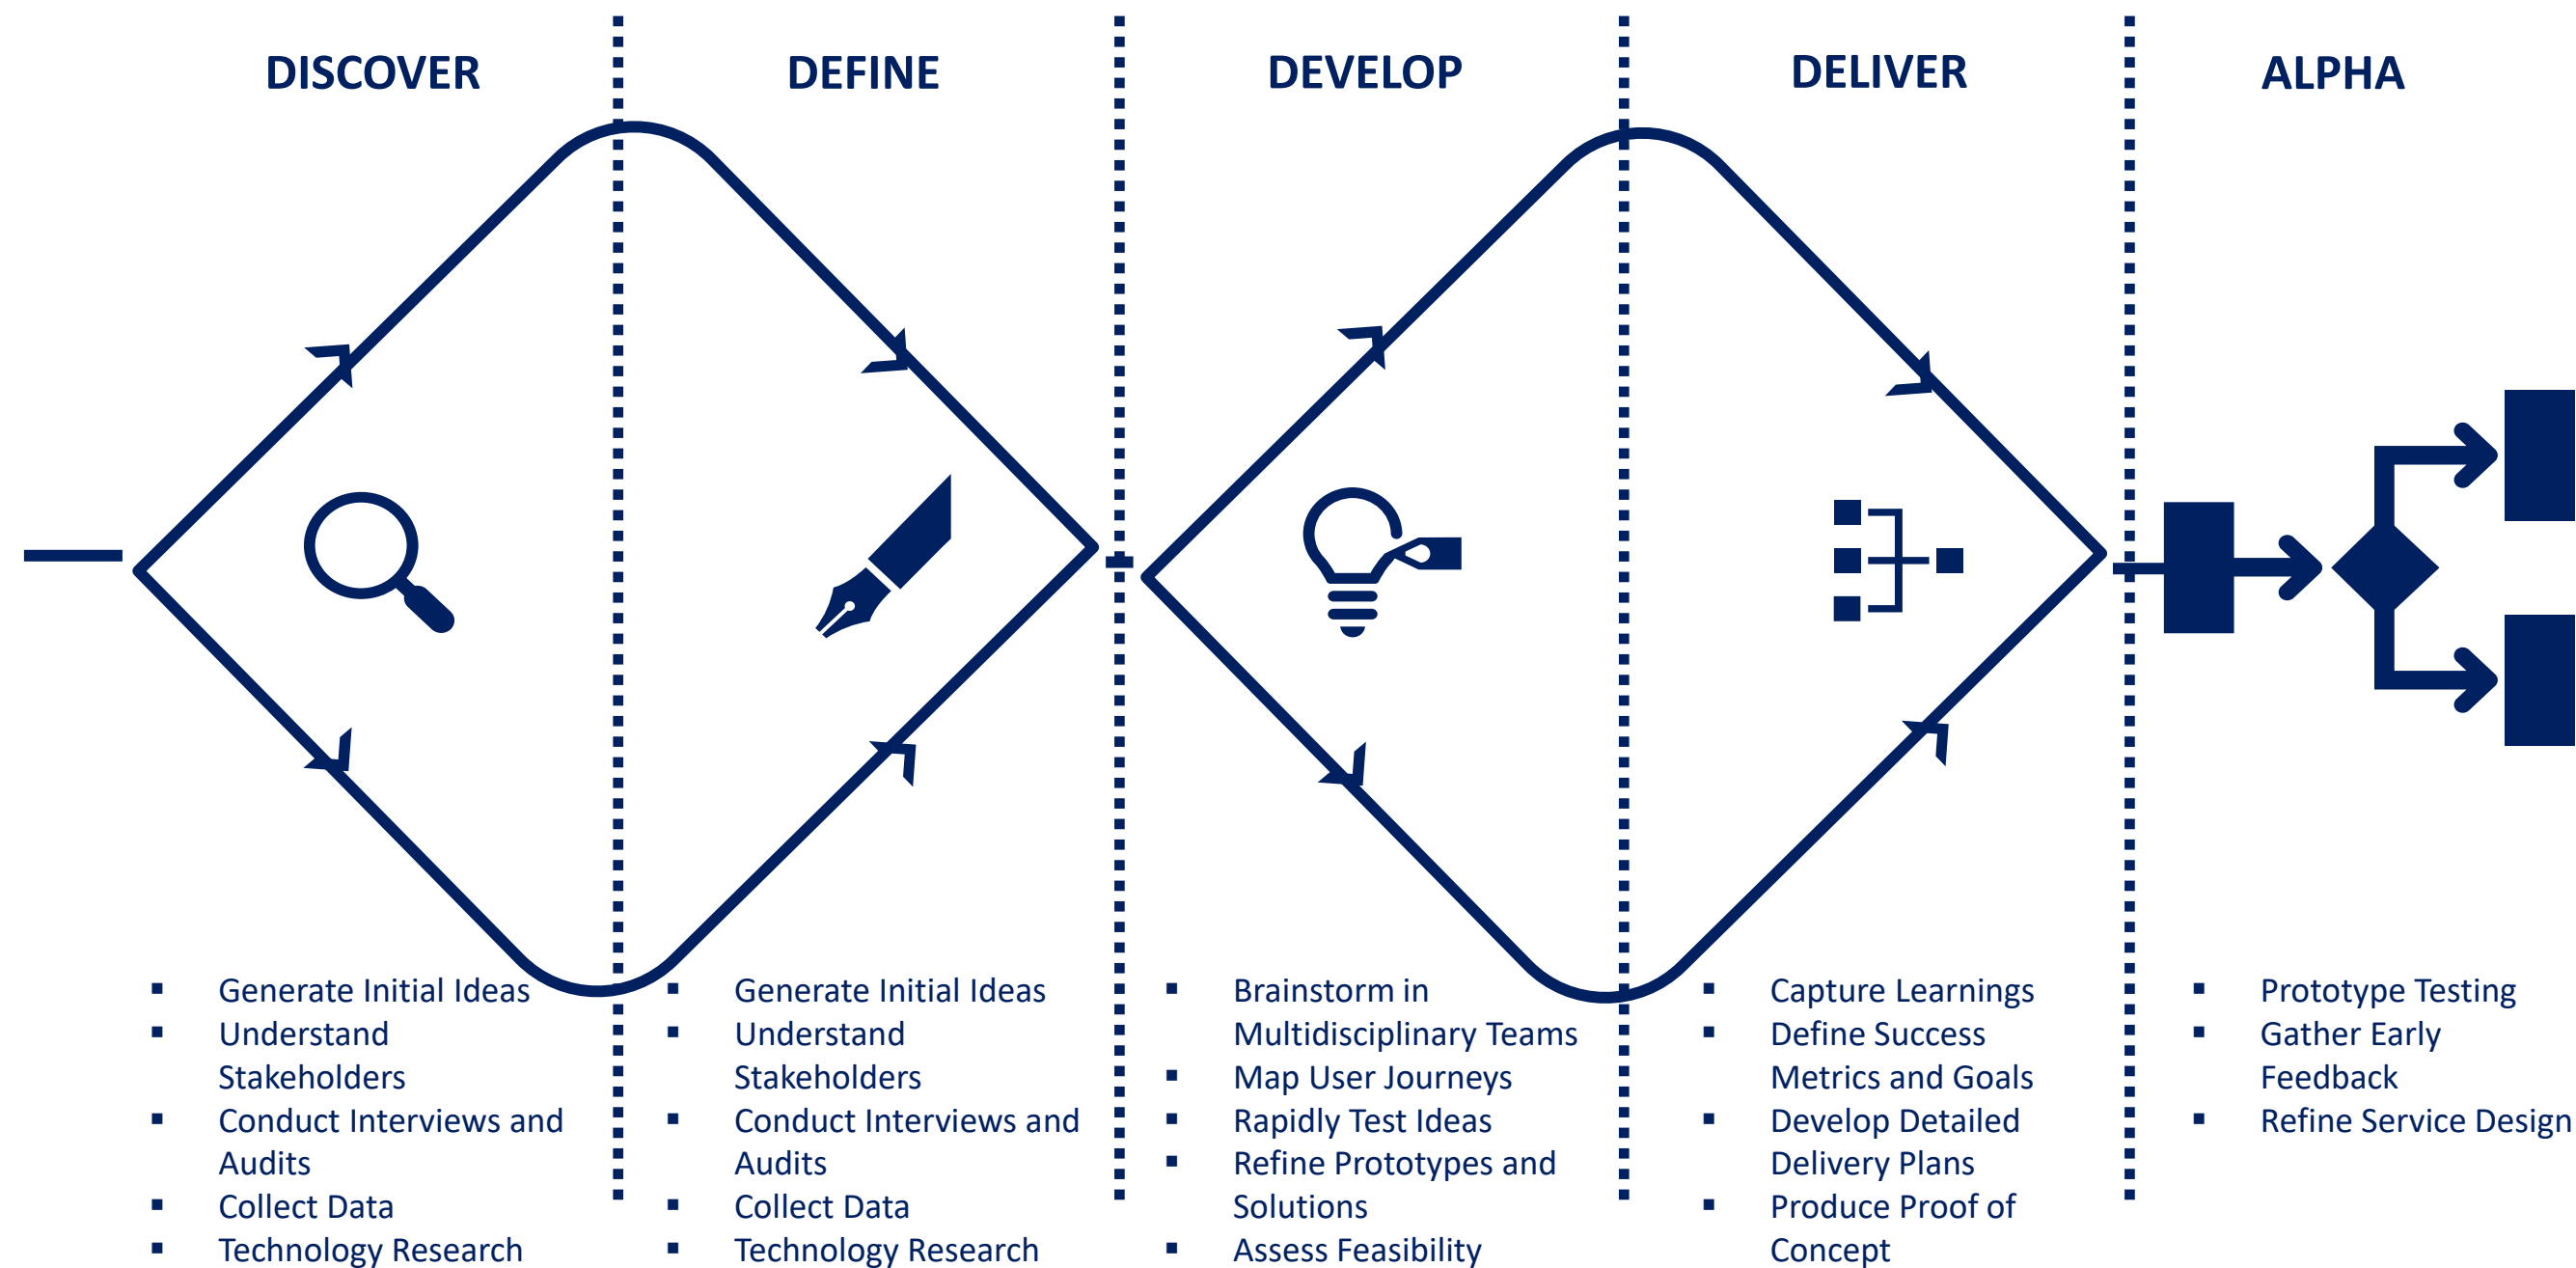 DISCOVER
DEFINE
DEVELOP
DELIVER
ALPHA
▪ Generate Initial Ideas
▪ Understand
Stakeholders
▪ Conduct Interviews and
Audits
▪ Collect Data
▪ Technology Research
▪ Generate Initial Ideas
▪ Understand
Stakeholders
▪ Conduct Interviews and
Audits
▪ Collect Data
▪ Technology Research
▪ Brainstorm in
Multidisciplinary Teams
▪ Map User Journeys
▪ Rapidly Test Ideas
▪ Refine Prototypes and
Solutions
▪ Assess Feasibility
▪ Capture Learnings
▪ Define Success
Metrics and Goals
▪ Develop Detailed
Delivery Plans
▪ Produce Proof of
Concept
▪ Prototype Testing
▪ Gather Early
Feedback
▪ Refine Service Design